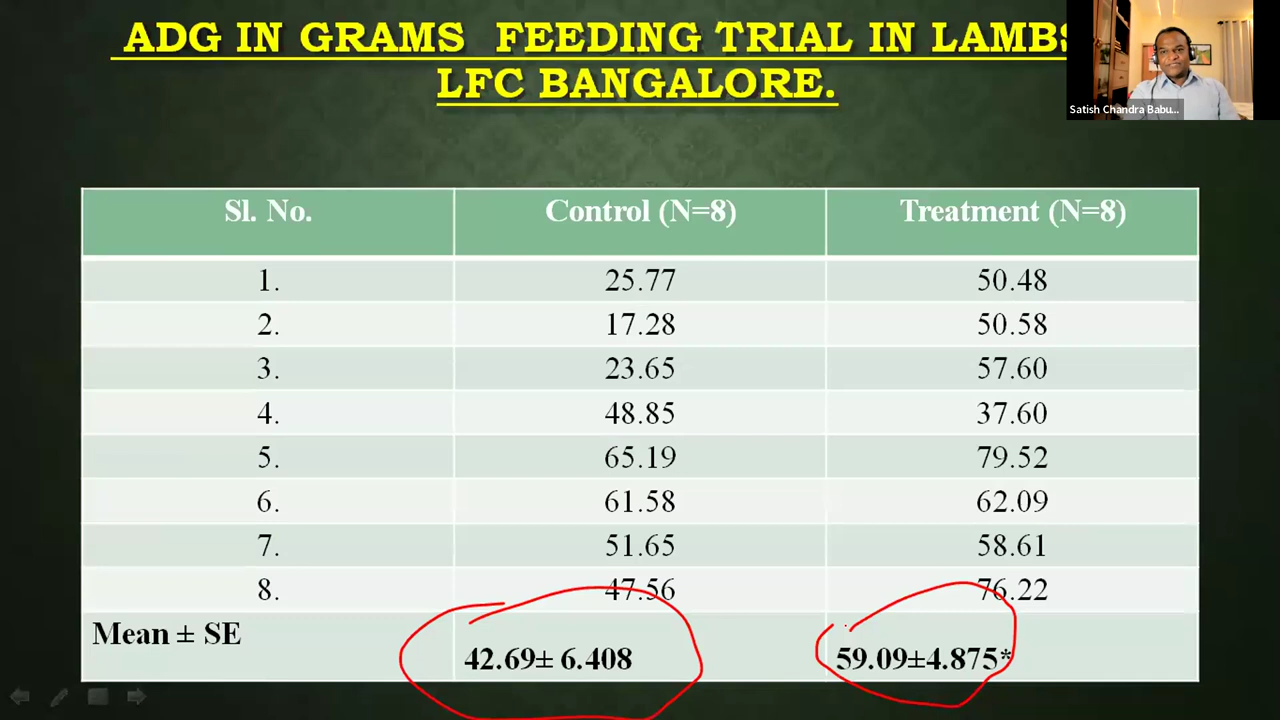 ADG IN GRAMS FEEDING TRIAL IN LAMBS
LFC BANGALORE.
Satish Chandra Babu...
Sl. No. Control (N=8) Treatment (N=8)
1. 25.77 50.48
2. 17.28 50.58
3. 23.65 57.60
4. 48.85 37.60
5. 65.19 79.52
6. 61.58 62.09
7. 51.65 58.61
8. 47.56 76.22
Mean ± SE 42.69± 6.408 59.09±4.875*